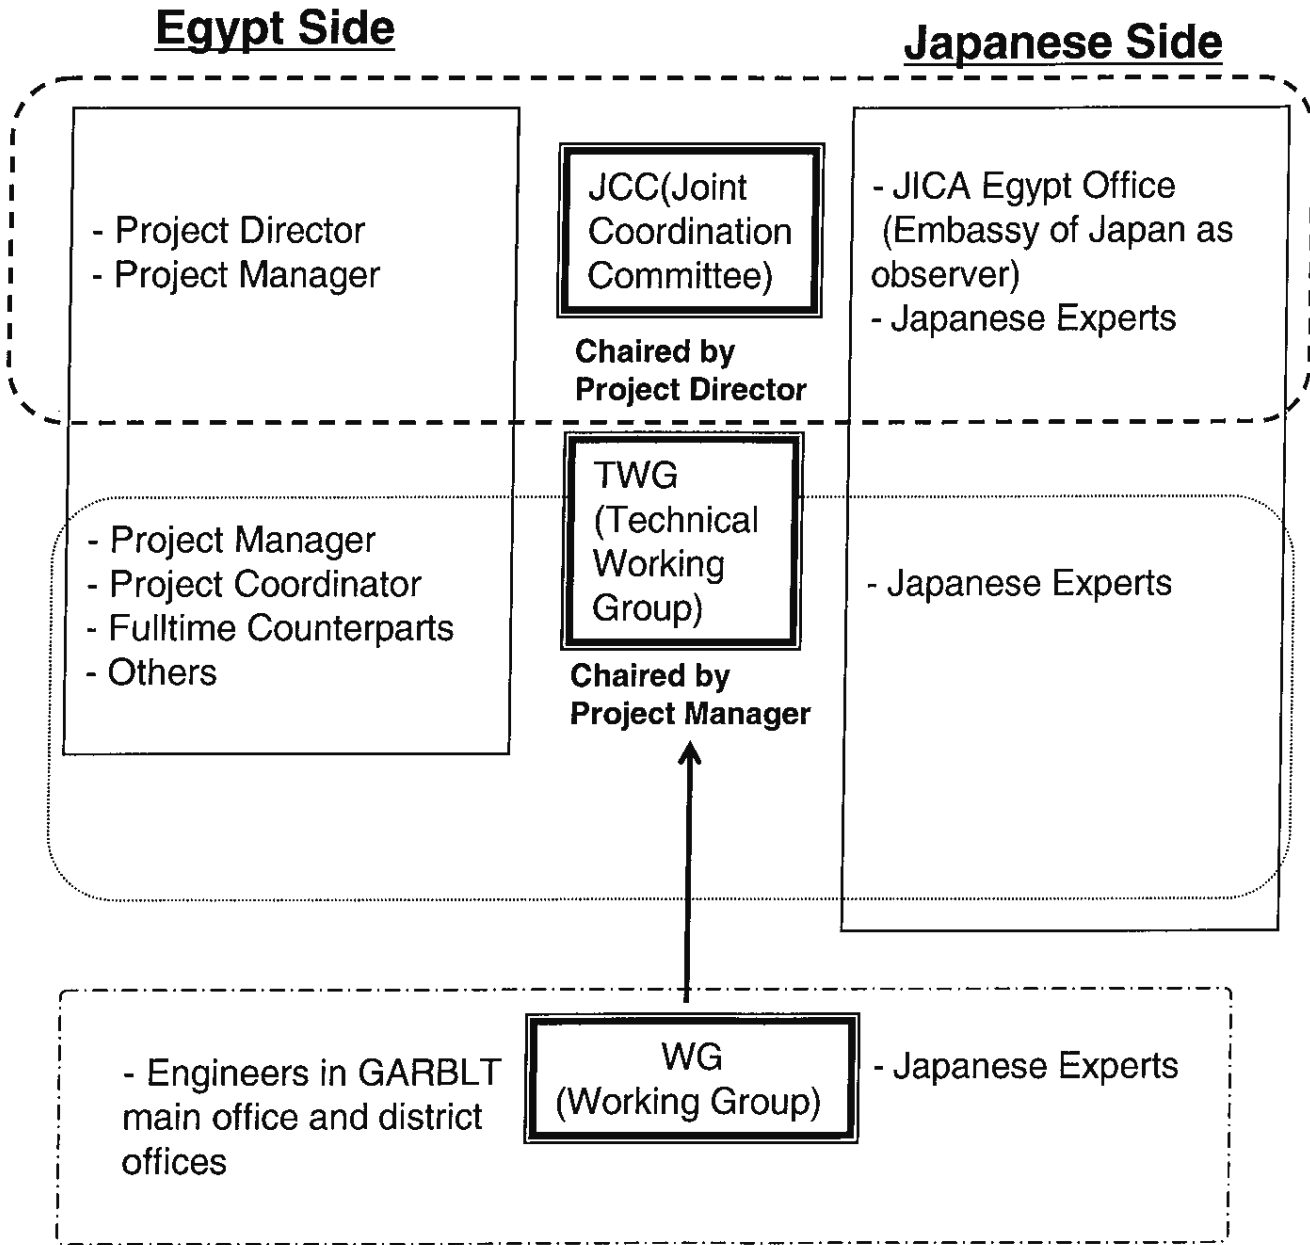 Egypt Side
Japanese Side
- Project Director
- Project Manager
JCC(Joint
Coordination
Committee)
Chaired by
Project Director
- JICA Egypt Office
(Embassy of Japan as
observer)
- Japanese Experts
- Project Manager
- Project Coordinator
- Fulltime Counterparts
- Others
TWG
(Technical
Working
Group)
Chaired by
Project Manager
- Japanese Experts
- Engineers in GARBLT
main office and district
offices
WG
(Working Group)
- Japanese Experts